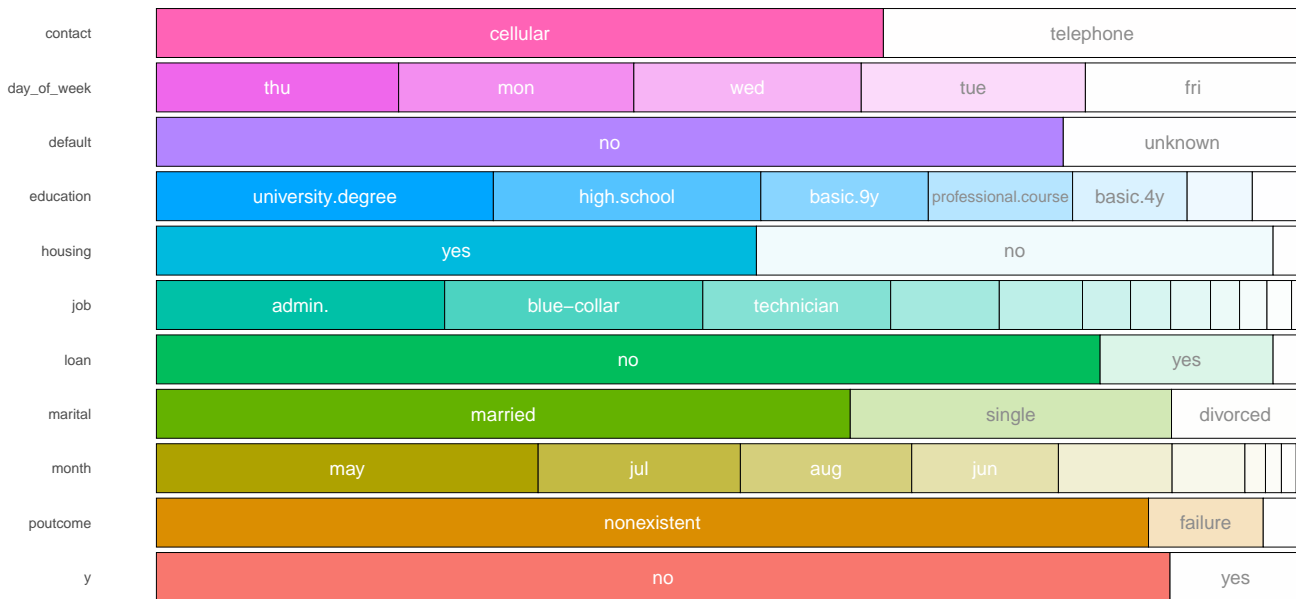 contact cellular telephone
day_of_week thu mon wed tue fri
default no unknown
education university.degree high.school basic.9y professional.course basic.4y
housing yes no
job admin. blue−collar technician
loan no yes
marital married single divorced
month may jul aug jun
poutcome nonexistent failure
y no yes